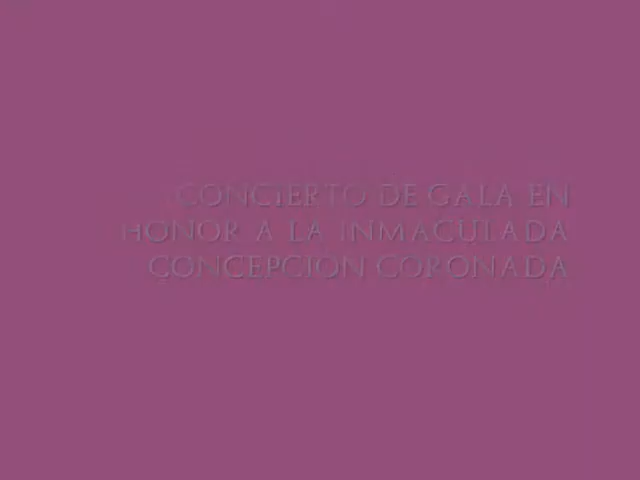 CONCIERTO DE GALA EN
HONOR A LA INMACULADA
CONCEPCION CORONADA